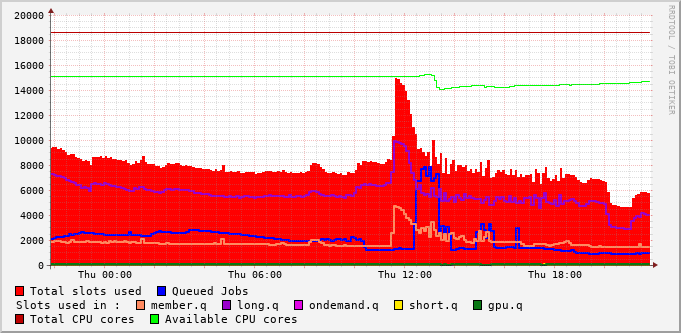 RRDTOOL / TOBI OETIKER
20000
18000
16000
14000
12000
10000
8000
6000
4000
2000
0
Thu 00:00 Thu 06:00 Thu 12:00 Thu 18:00
Total slots used Queued Jobs
Slots used in : member.q long.q ondemand.q short.q gpu.q
Total CPU cores Available CPU cores